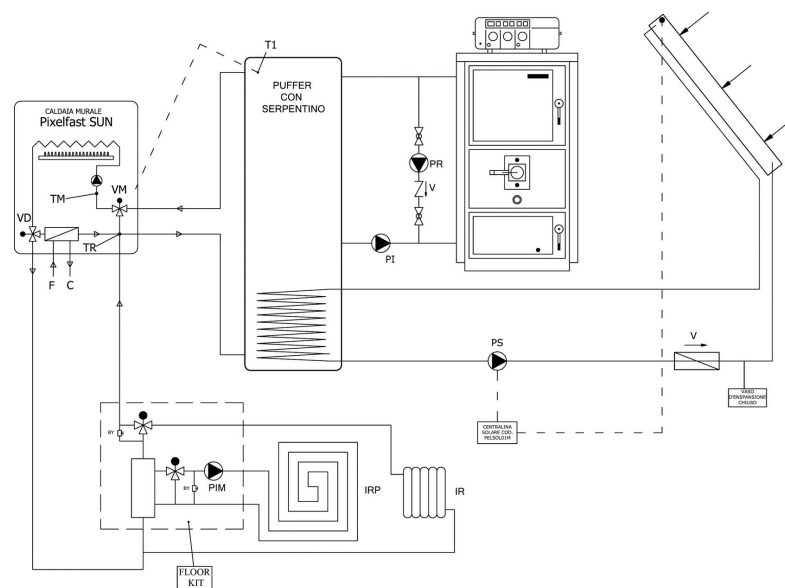 T1
PUFFER
CON
SERPENTINO
CALDAIA MURALE
Pixelfast SUN
PR
V
TM
VM
VD
TR
PI
F
C
PS
V
VASO
D'ENSPANSIONE
CHIUSO
CENTRALINA
SOLARE COD.
PELSOL01M
BY
BY
PIM
IRP
IR
FLOOR
KIT